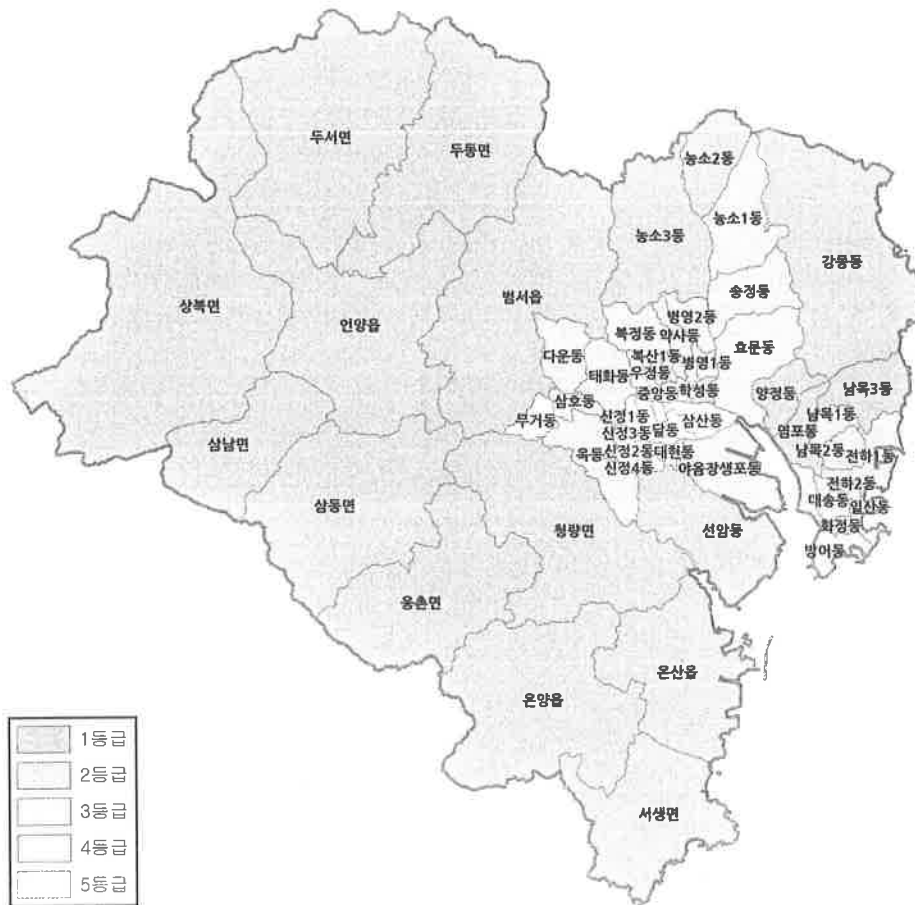 두서면
두동면
농소2동
농소1동
농소3동
강동동
상북면
언양읍
범서읍
송정동
병영2동
복정동
약사동
효문동
다운동
복산1동
병영1동
태화동
우정동
중앙동
학성동
양정동
남목3동
삼호동
남목1동
무거동
신정1동
삼산동
염포동
신정3동
달동
남목2동
전하1동
삼남면
옥동
신정2동
대현동
신정4동
야음장생포동
전하2동
대송동
일산동
삼동면
청량면
선암동
화정동
방어동
웅촌면
온산읍
온양읍
서생면
1등급
2등급
3등급
4등급
5등급